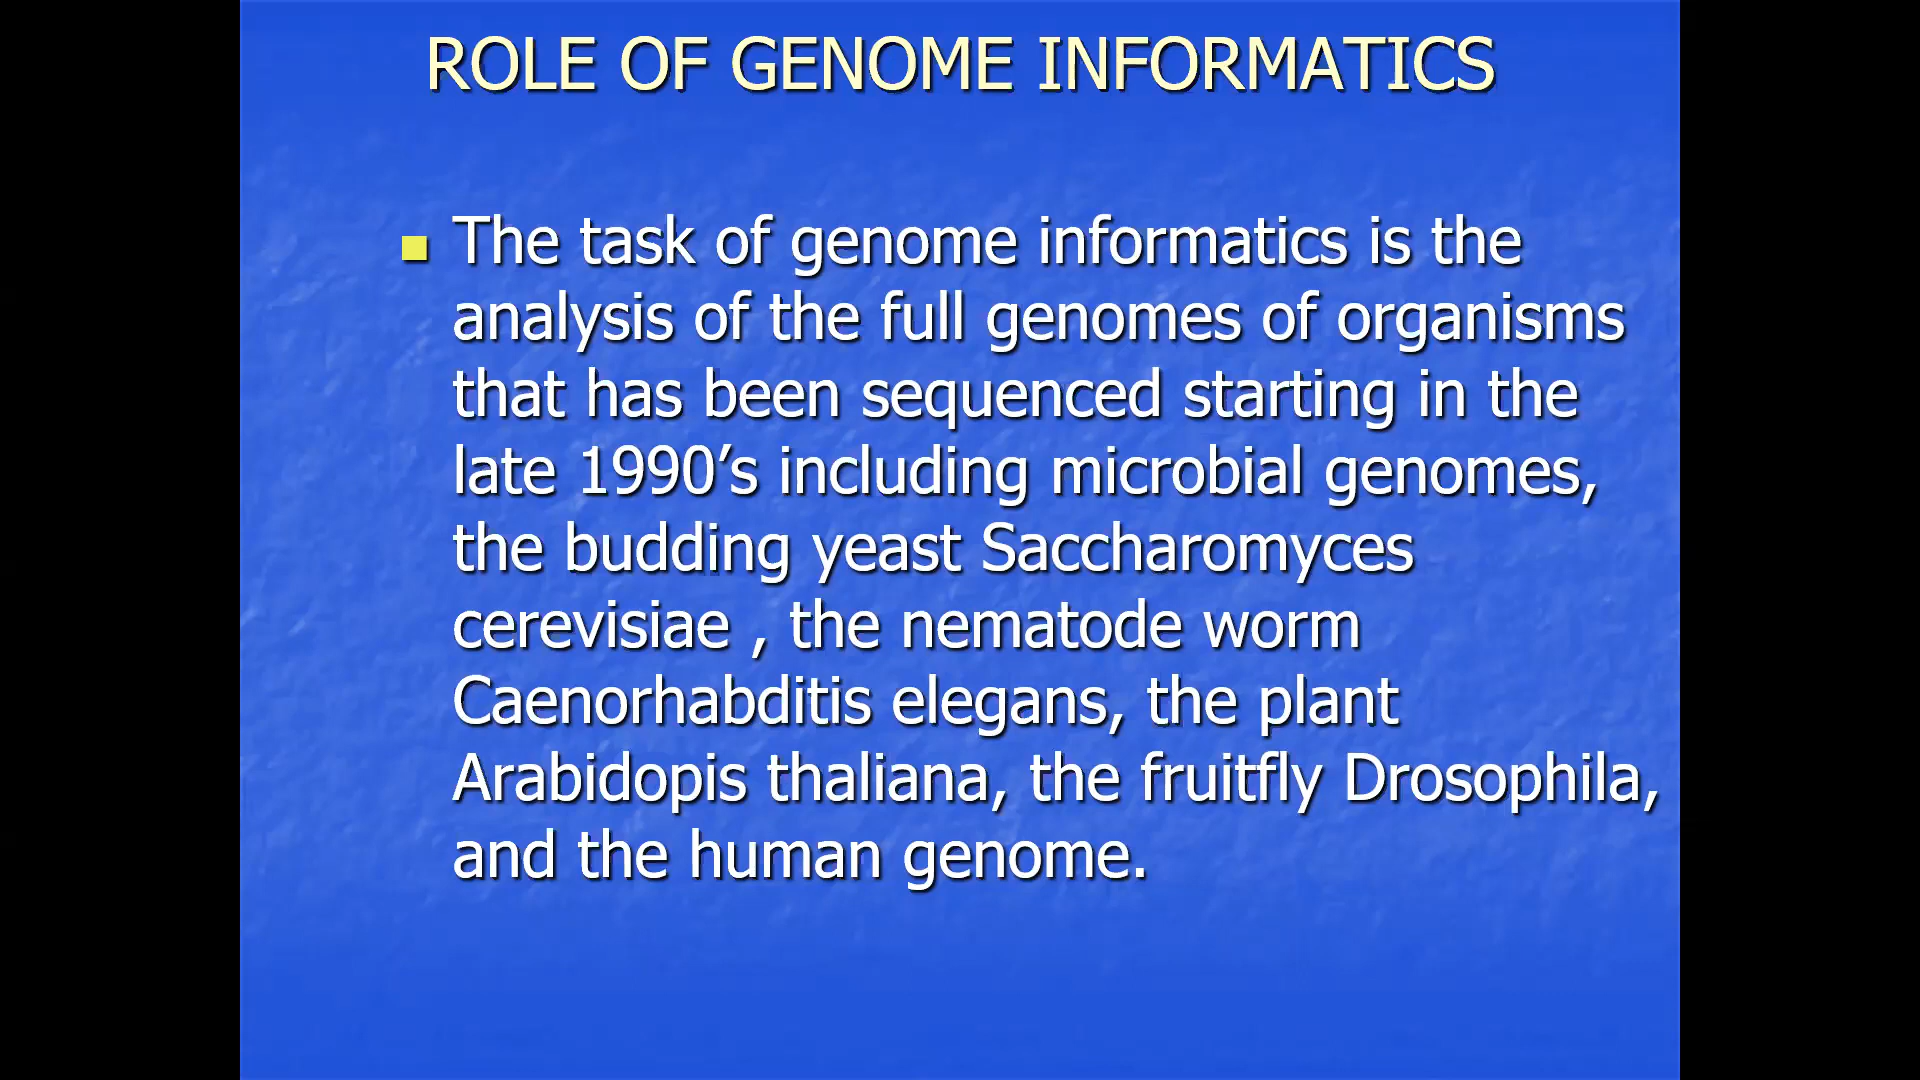 ROLE OF GENOME INFORMATICS
The task of genome informatics is the
analysis of the full genomes of organisms
that has been sequenced starting in the
late 1990’s including microbial genomes,
the budding yeast Saccharomyces
cerevisiae , the nematode worm
Caenorhabditis elegans, the plant
Arabidopis thaliana, the fruitfly Drosophila,
and the human genome.